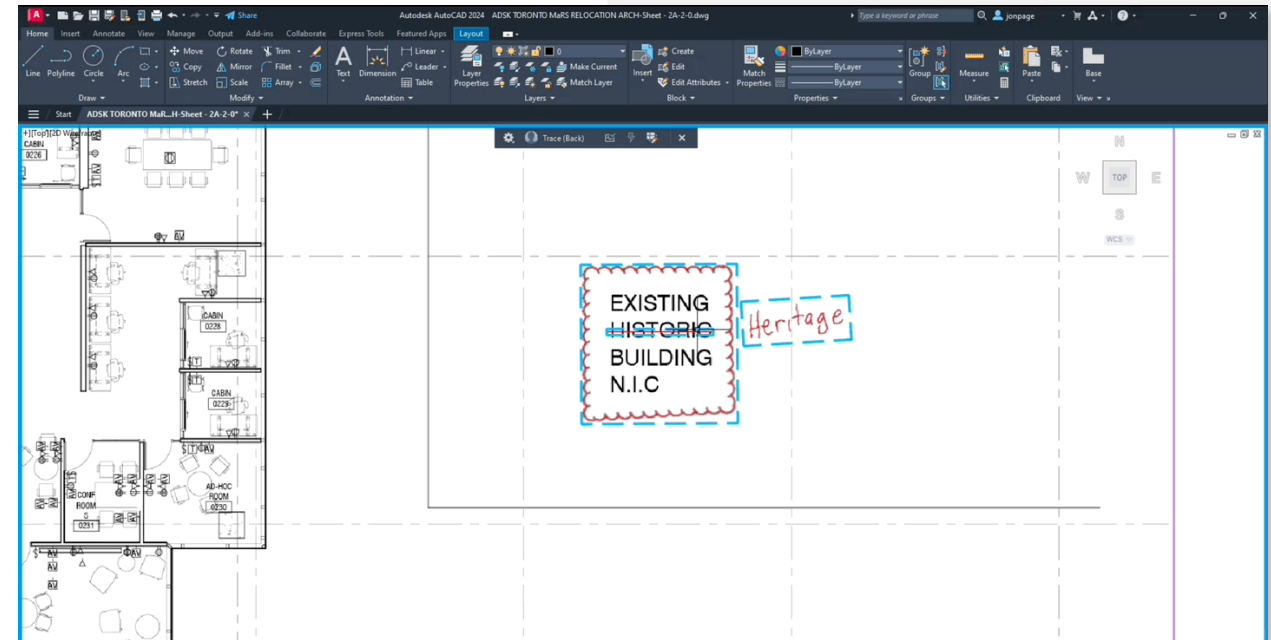 Share
Autodesk AutoCAD 2024 ADSK TORONTO MaRS RELOCATION ARCH-Sheet - 2A-2-0.dwg
Type a keyword or phrase
jonpage
Home Insert Annotate View Manage Output Add-ins Collaborate Express Tools Featured Apps Layout
Move Rotate Trim Linear 0 Create ByLayer
Line Polyline Circle Arc Copy Mirror Fillet Text Dimension Leader Layer Properties Make Current Insert Edit Match Properties ByLayer Group Measure Paste Base
Stretch Scale Array Table Match Layer Edit Attributes ByLayer
Draw Modify Annotation Layers Block Properties Groups Utilities Clipboard View
Start ADSK TORONTO MaR...H-Sheet - 2A-2-0*
Trace (Back)
CABIN
0226
N
W TOP E
S
WCS
EXISTING
HISTORIC
BUILDING
N.I.C
Heritage
CABIN
0228
CABIN
0229
AD-HOC
ROOM
0230
CONF
ROOM
S
0231